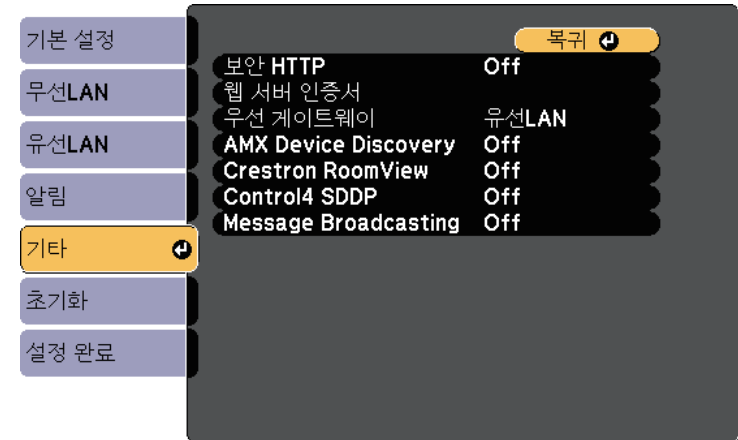 기본 설정
무선LAN
유선LAN
알림
기타
초기화
설정 완료
복귀
보안 HTTP Off
웹 서버 인증서
우선 게이트웨이 유선LAN
AMX Device Discovery Off
Crestron RoomView Off
Control4 SDDP Off
Message Broadcasting Off